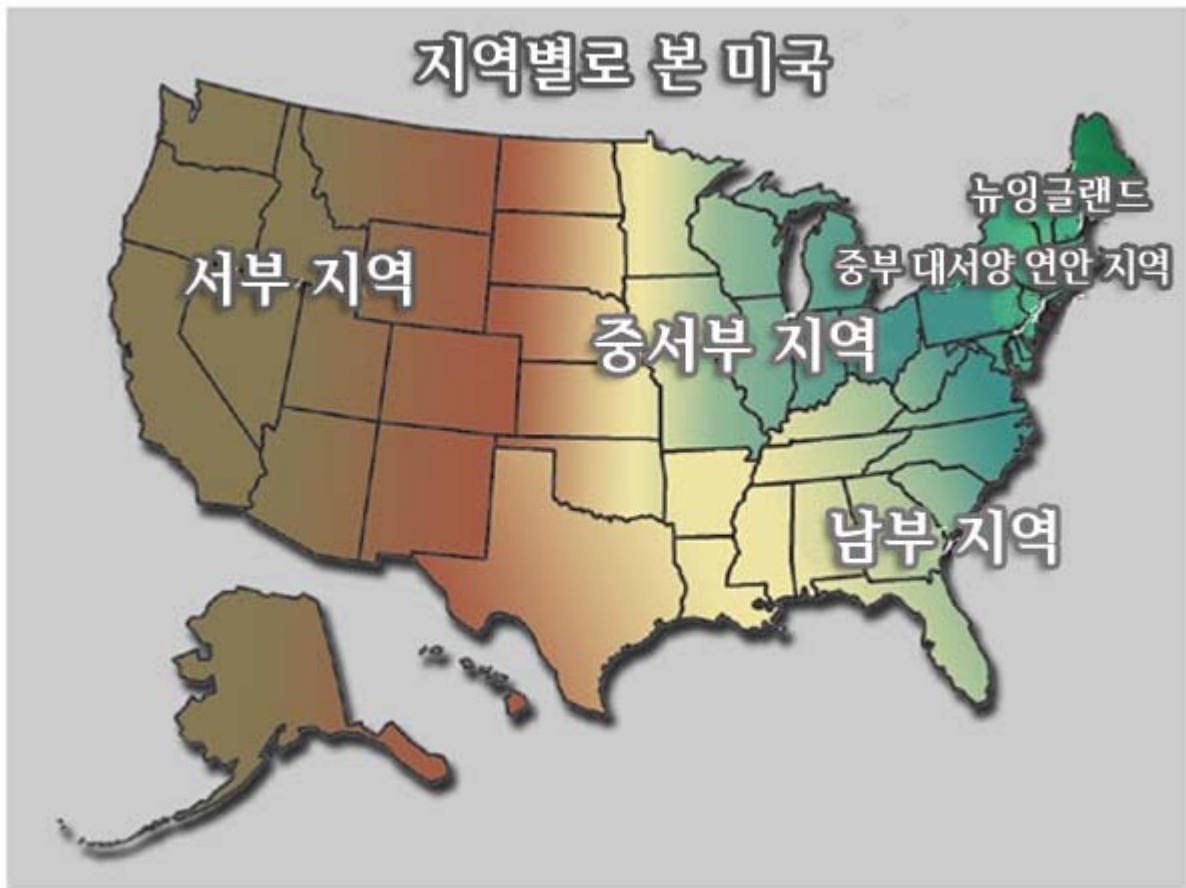 지역별로 본 미국
뉴잉글랜드
중부 대서양 연안 지역
서부 지역
중서부 지역
남부 지역